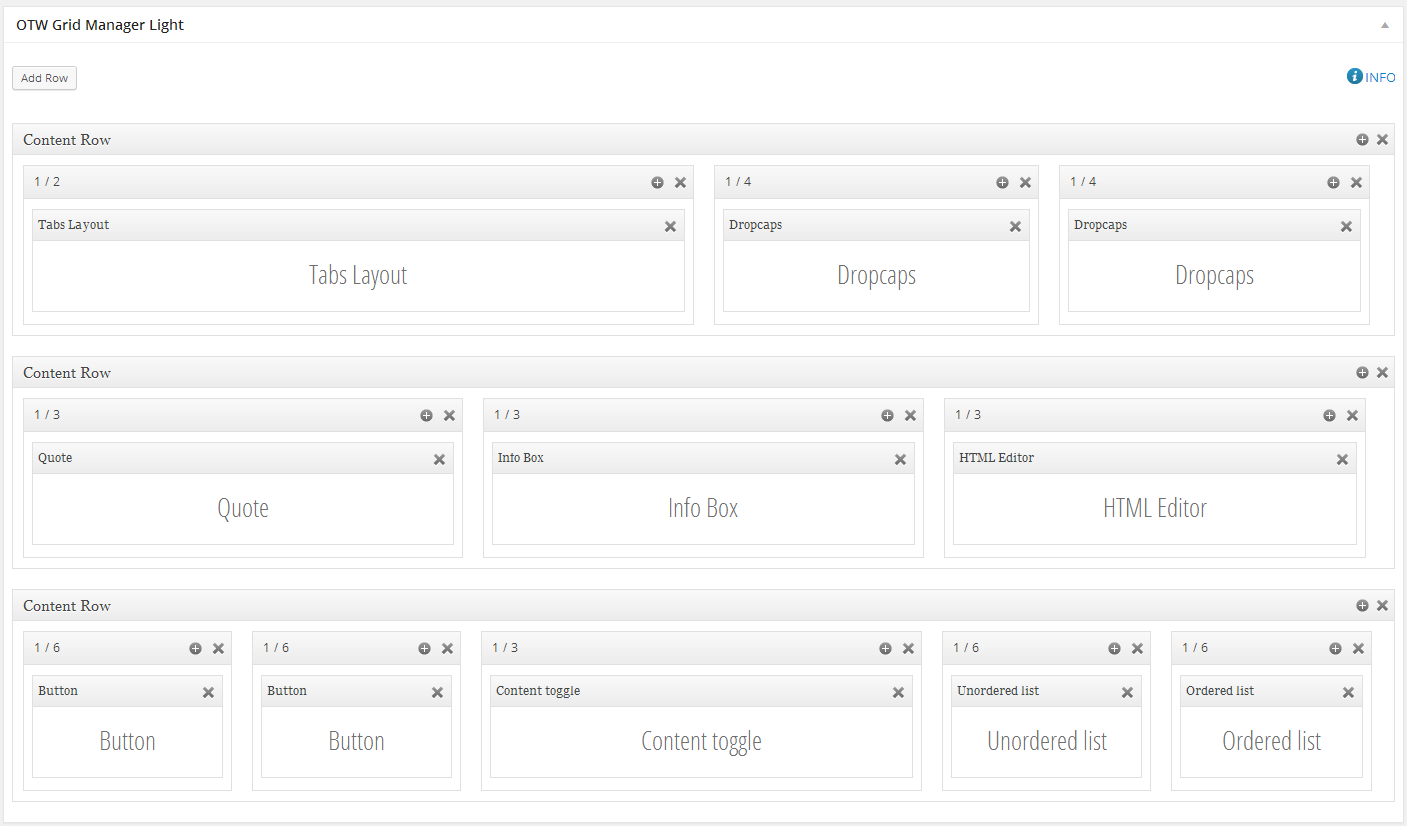 OTW Grid Manager Light
Add Row
INFO
Content Row
1 / 2
1 / 4
1 / 4
Tabs Layout
Dropcaps
Dropcaps
Tabs Layout
Dropcaps
Dropcaps
Content Row
1 / 3
1 / 3
1 / 3
Quote
Info Box
HTML Editor
Quote
Info Box
HTML Editor
Content Row
1 / 6
1 / 6
1 / 3
1 / 6
1 / 6
Button
Button
Content toggle
Unordered list
Ordered list
Button
Button
Content toggle
Unordered list
Ordered list